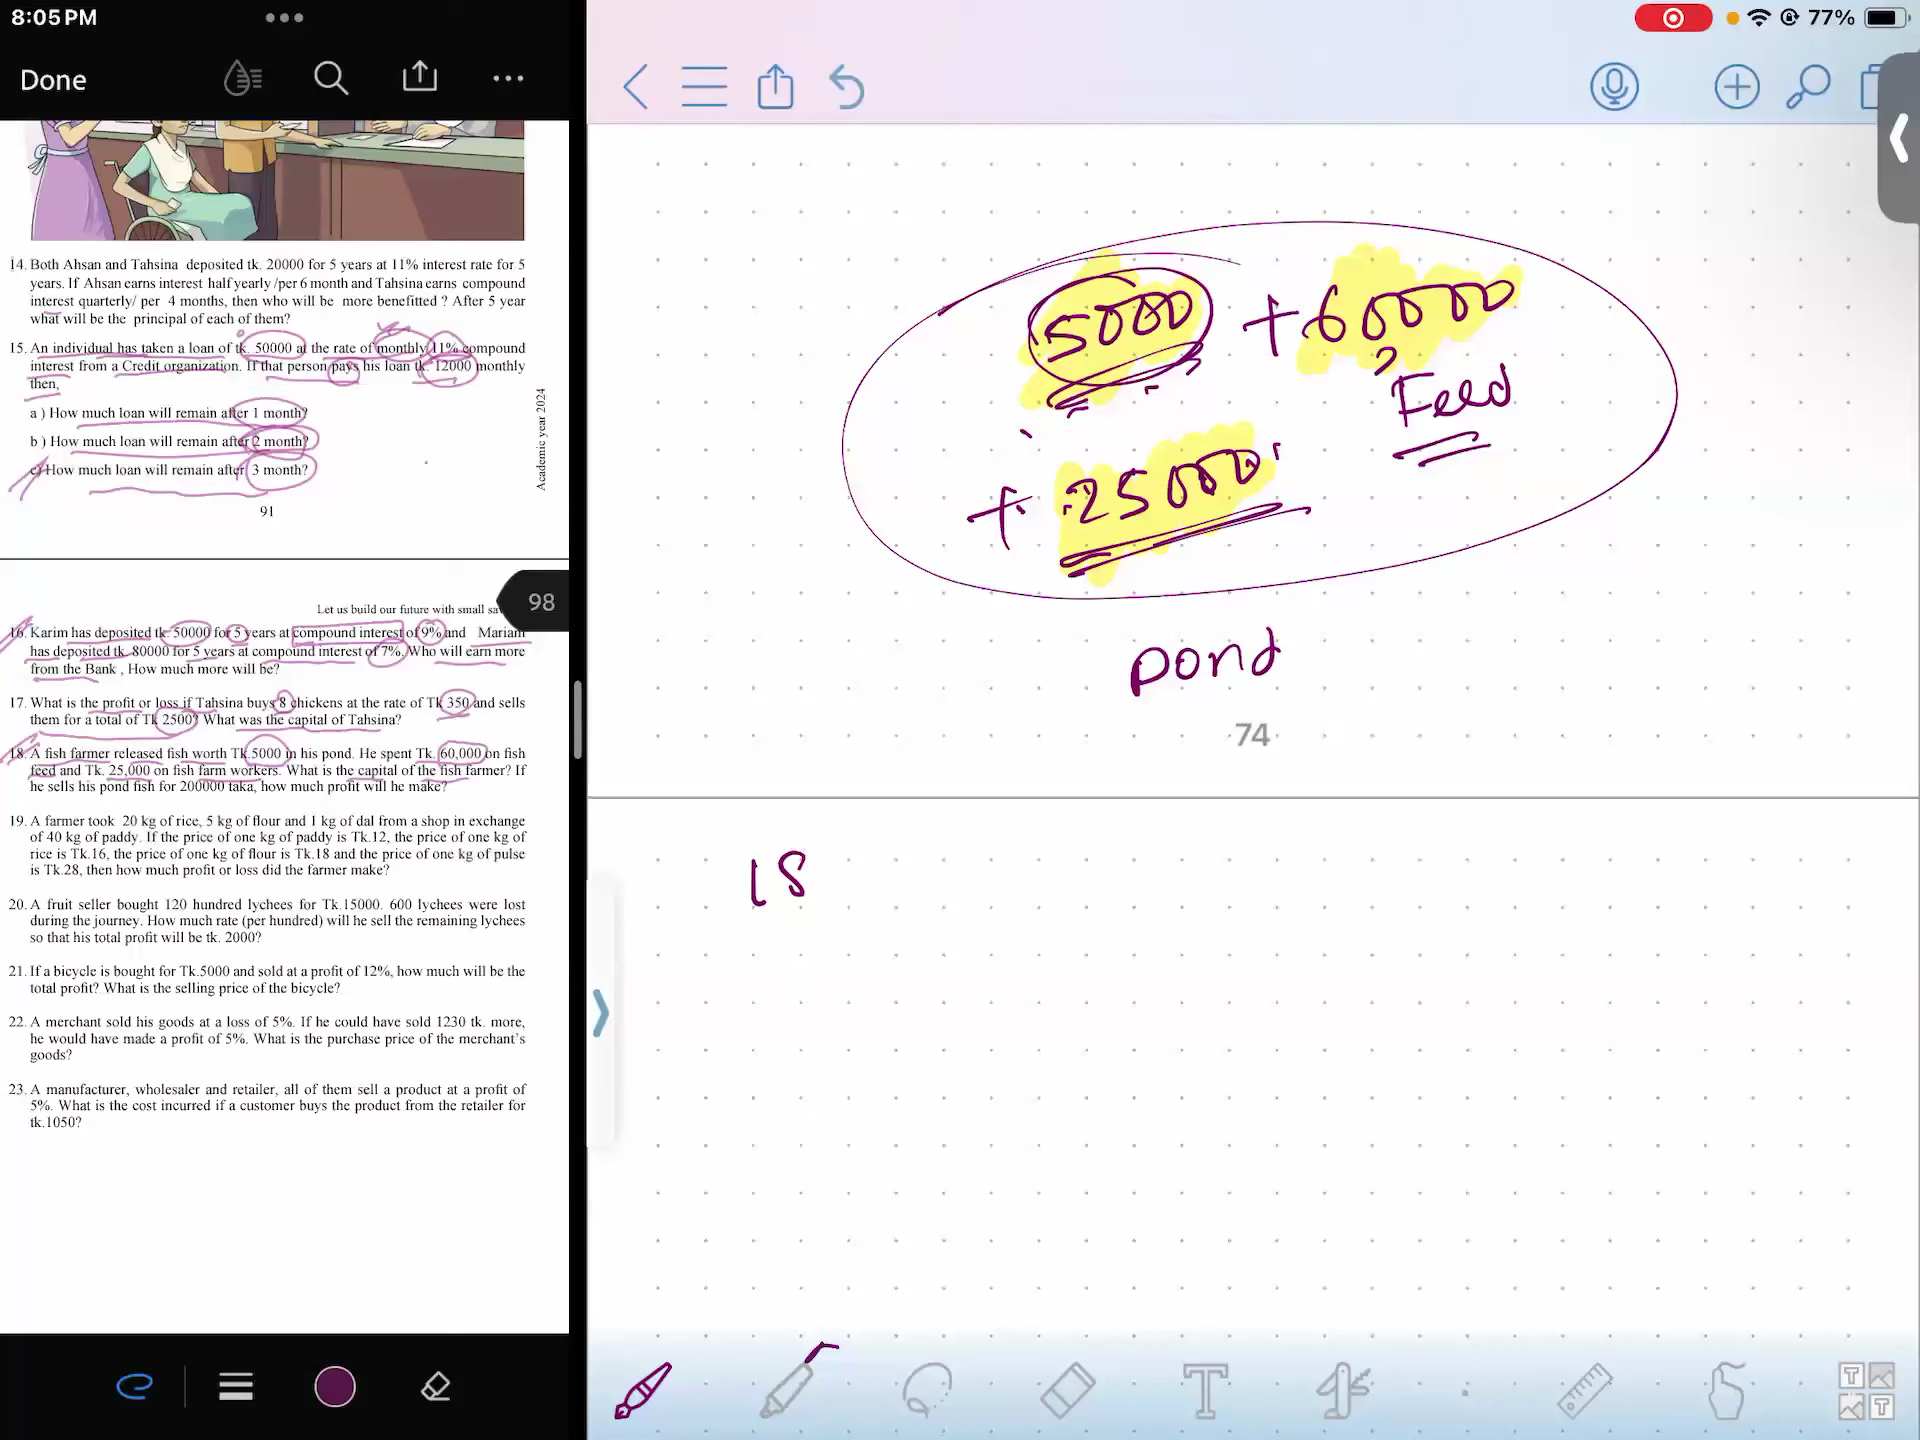 8:05 PM
77%
Done
14. Both Ahsan and Tahsina deposited tk. 20000 for 5 years at 11% interest rate for 5
years. If Ahsan earns interest half yearly /per 6 month and Tahsina earns compound
interest quarterly/ per 4 months, then who will be more benefitted ? After 5 year
what will be the principal of each of them?
15. An individual has taken a loan of tk. 50000 at the rate of monthly 11% compound
interest from a Credit organization. If that person pays his loan tk. 12000 monthly
then,
a ) How much loan will remain after 1 month?
b ) How much loan will remain after 2 month?
c) How much loan will remain after 3 month?
91
Academic year 2024
98
Let us build our future with small sa
16. Karim has deposited tk. 50000 for 5 years at compound interest of 9% and Mariam
has deposited tk. 80000 for 5 years at compound interest of 7%. Who will earn more
from the Bank , How much more will be?
17. What is the profit or loss if Tahsina buys 8 chickens at the rate of Tk 350 and sells
them for a total of Tk 2500? What was the capital of Tahsina?
18. A fish farmer released fish worth Tk.5000 in his pond. He spent Tk. 60,000 on fish
feed and Tk. 25,000 on fish farm workers. What is the capital of the fish farmer? If
he sells his pond fish for 200000 taka, how much profit will he make?
19. A farmer took 20 kg of rice, 5 kg of flour and 1 kg of dal from a shop in exchange
of 40 kg of paddy. If the price of one kg of paddy is Tk.12, the price of one kg of
rice is Tk.16, the price of one kg of flour is Tk.18 and the price of one kg of pulse
is Tk.28, then how much profit or loss did the farmer make?
20. A fruit seller bought 120 hundred lychees for Tk.15000. 600 lychees were lost
during the journey. How much rate (per hundred) will he sell the remaining lychees
so that his total profit will be tk. 2000?
21. If a bicycle is bought for Tk.5000 and sold at a profit of 12%, how much will be the
total profit? What is the selling price of the bicycle?
22. A merchant sold his goods at a loss of 5%. If he could have sold 1230 tk. more,
he would have made a profit of 5%. What is the purchase price of the merchant's
goods?
23. A manufacturer, wholesaler and retailer, all of them sell a product at a profit of
5%. What is the cost incurred if a customer buys the product from the retailer for
tk.1050?
5000 + 60000
Feed
+ 25000
pond
74
18